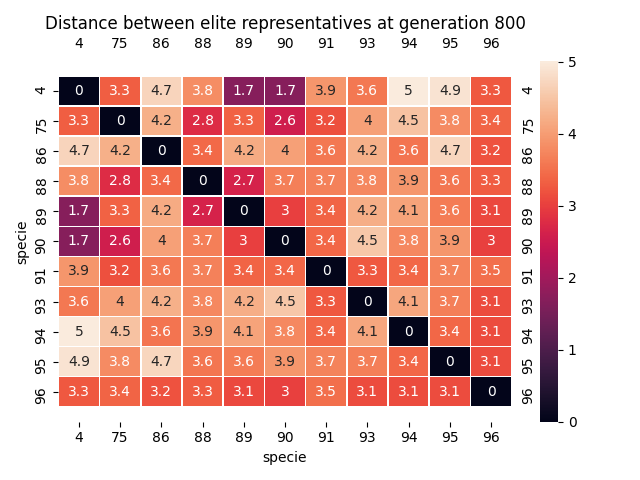 Distance between elite representatives at generation 800
4 75 86 88 89 90 91 93 94 95 96
4 0 3.3 4.7 3.8 1.7 1.7 3.9 3.6 5 4.9 3.3 4
75 3.3 0 4.2 2.8 3.3 2.6 3.2 4 4.5 3.8 3.4 75
86 4.7 4.2 0 3.4 4.2 4 3.6 4.2 3.6 4.7 3.2 86
88 3.8 2.8 3.4 0 2.7 3.7 3.7 3.8 3.9 3.6 3.3 88
89 1.7 3.3 4.2 2.7 0 3 3.4 4.2 4.1 3.6 3.1 89
90 1.7 2.6 4 3.7 3 0 3.4 4.5 3.8 3.9 3 90
91 3.9 3.2 3.6 3.7 3.4 3.4 0 3.3 3.4 3.7 3.5 91
93 3.6 4 4.2 3.8 4.2 4.5 3.3 0 4.1 3.7 3.1 93
94 5 4.5 3.6 3.9 4.1 3.8 3.4 4.1 0 3.4 3.1 94
95 4.9 3.8 4.7 3.6 3.6 3.9 3.7 3.7 3.4 0 3.1 95
96 3.3 3.4 3.2 3.3 3.1 3 3.5 3.1 3.1 3.1 0 96
4 75 86 88 89 90 91 93 94 95 96
specie
specie
5
4
3
2
1
0